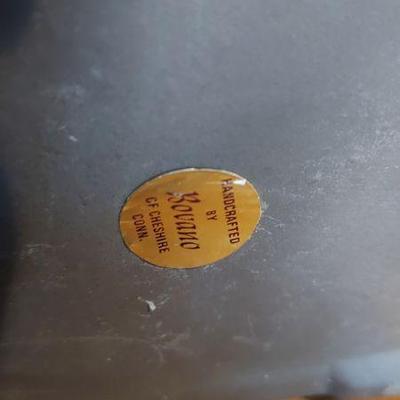 HANDCRAFTED
BY
Bovano
OF CHESHIRE
CONN.